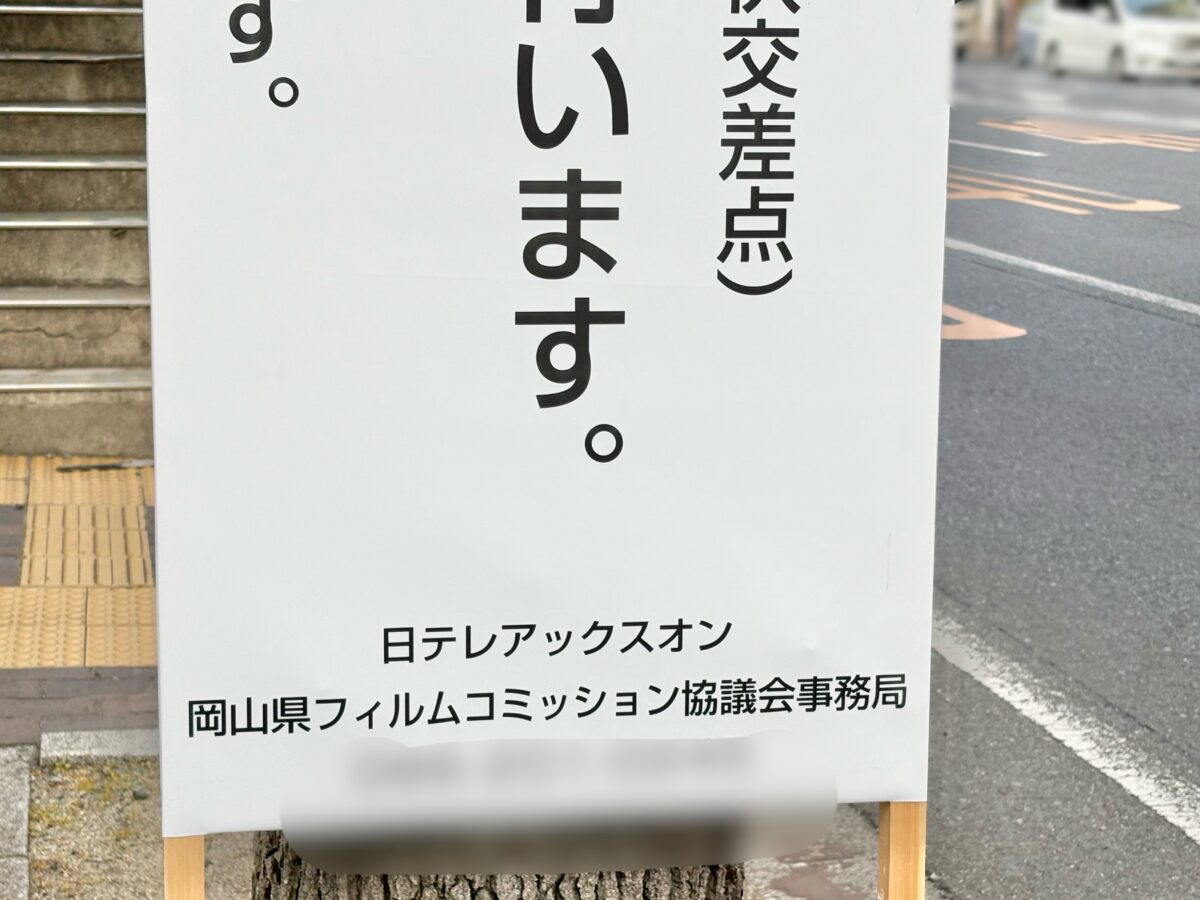 交差点）
います。
す。
日テレアックスオン
岡山県フィルムコミッション協議会事務局